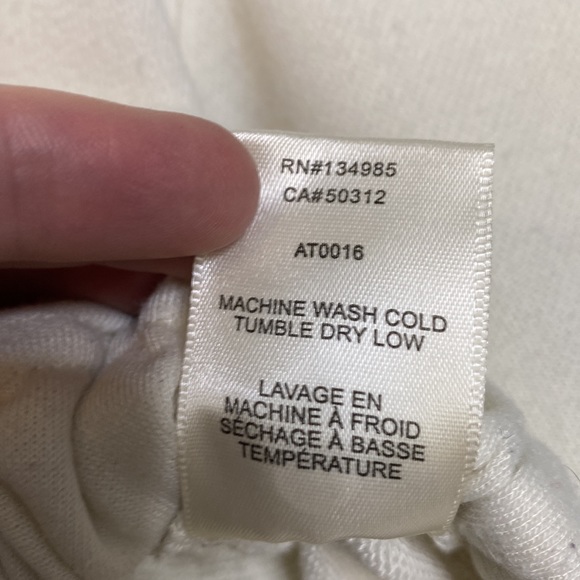 RN#134985
CA#50312
AT0016
MACHINE WASH COLD
TUMBLE DRY LOW
LAVAGE EN
MACHINE À FROID
SÉCHAGE À BASSE
TEMPÉRATURE